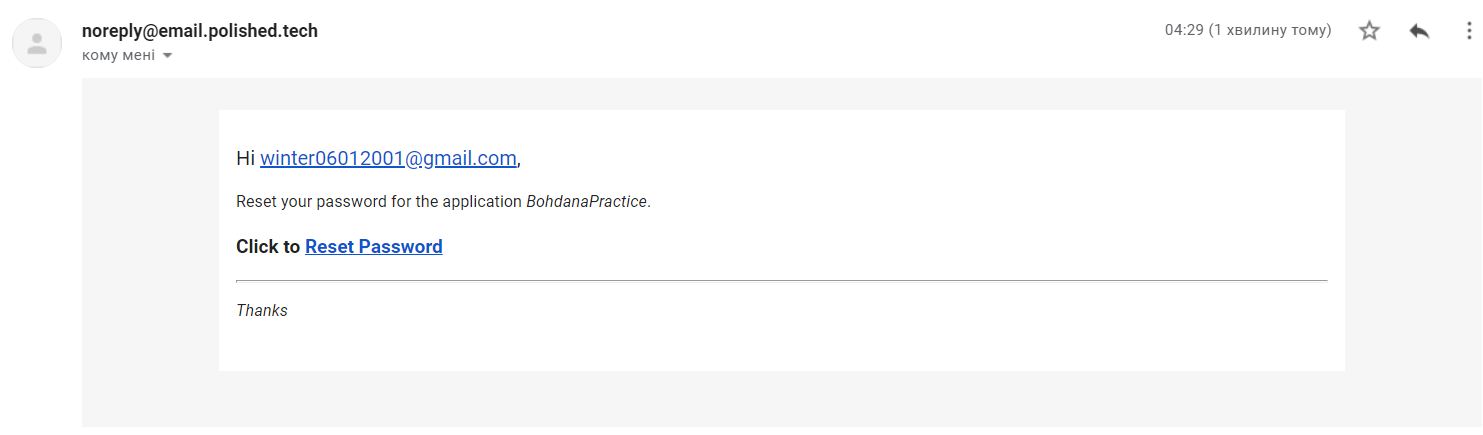 noreply@email.polished.tech
04:29 (1 хвилину тому)
кому мені
Hi winter06012001@gmail.com,
Reset your password for the application BohdanaPractice.
Click to Reset Password
Thanks